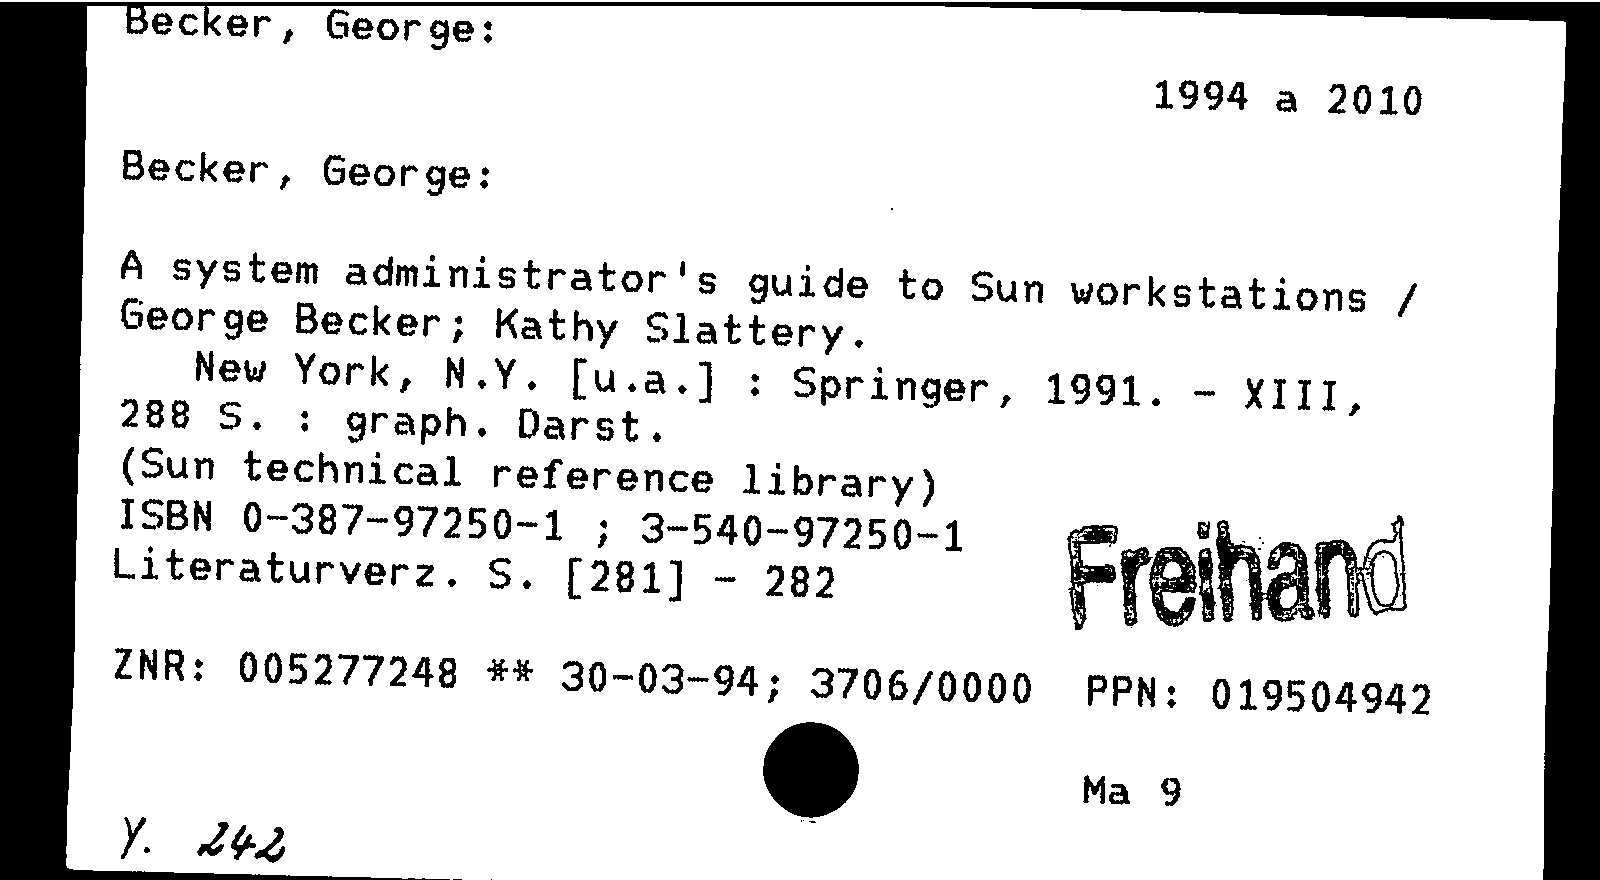 Becker, George:
1994 a 2010
Becker, George:
A system administrator's guide to Sun workstations /
George Becker; Kathy Slattery.
New York, N.Y. [u.a.] : Springer, 1991. - XIII,
288 S. : graph. Darst.
(Sun technical reference library)
ISBN 0-387-97250-1 ; 3-540-97250-1
Literaturverz. S. [281] - 282
Freihand
ZNR: 005277248 ** 30-03-94; 3706/0000 PPN: 019504942
Ma 9
Y. 242